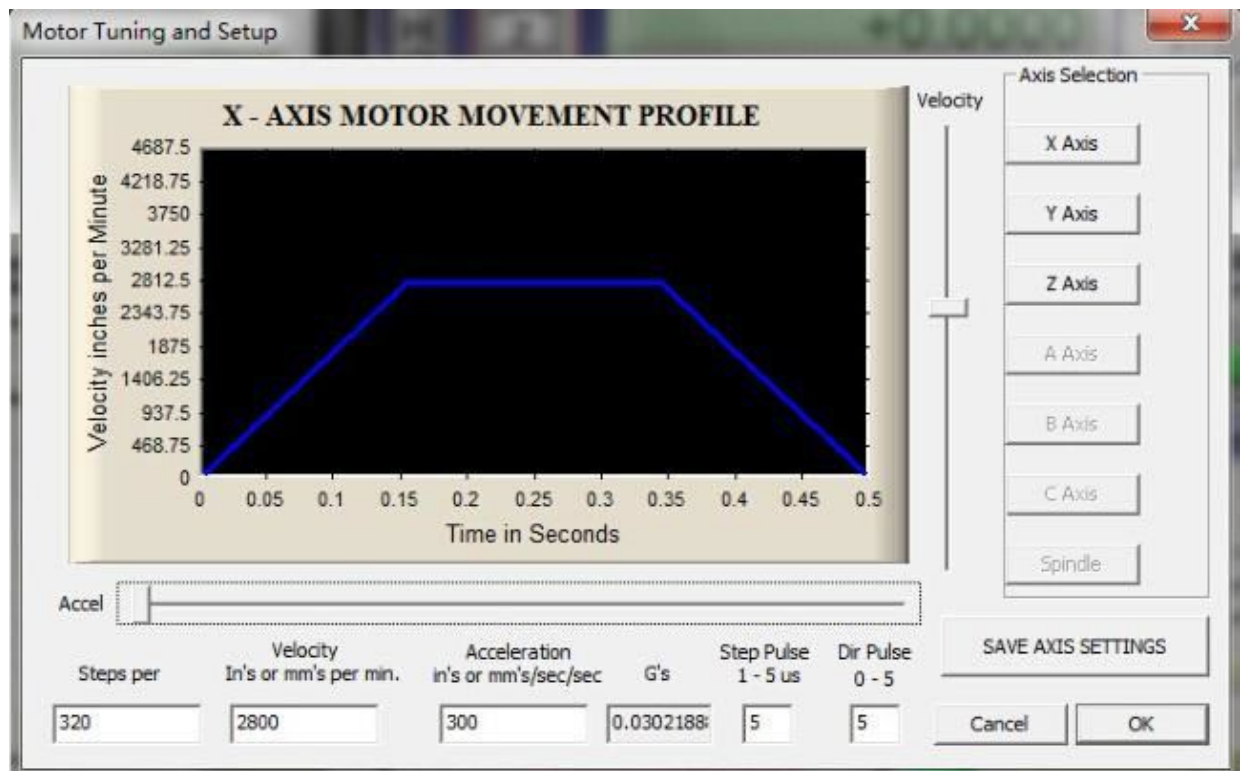 Motor Tuning and Setup
+0.0000
X - AXIS MOTOR MOVEMENT PROFILE
Velocity inches per Minute
4687.5
4218.75
3750
3281.25
2812.5
2343.75
1875
1406.25
937.5
468.75
0
0 0.05 0.1 0.15 0.2 0.25 0.3 0.35 0.4 0.45 0.5
Time in Seconds
Velocity
Axis Selection
X Axis
Y Axis
Z Axis
A Axis
B Axis
C Axis
Spindle
Accel
SAVE AXIS SETTINGS
Steps per
Velocity
In's or mm's per min.
Acceleration
in's or mm's/sec/sec
G's
Step Pulse
1 - 5 us
Dir Pulse
0 - 5
320
2800
300
0.0302188
5
5
Cancel
OK